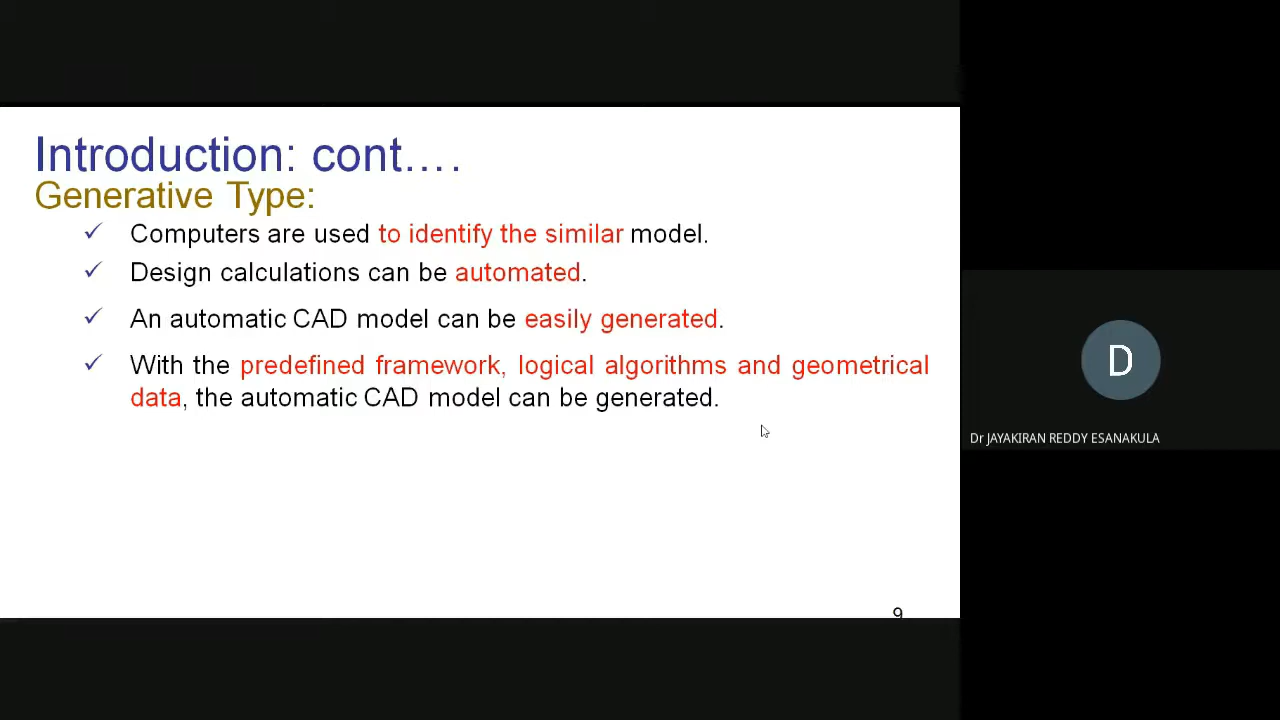 Introduction: cont….
Generative Type:
✓ Computers are used to identify the similar model.
✓ Design calculations can be automated.
✓ An automatic CAD model can be easily generated.
✓ With the predefined framework, logical algorithms and geometrical
data, the automatic CAD model can be generated.
9
D
Dr JAYAKIRAN REDDY ESANAKULA